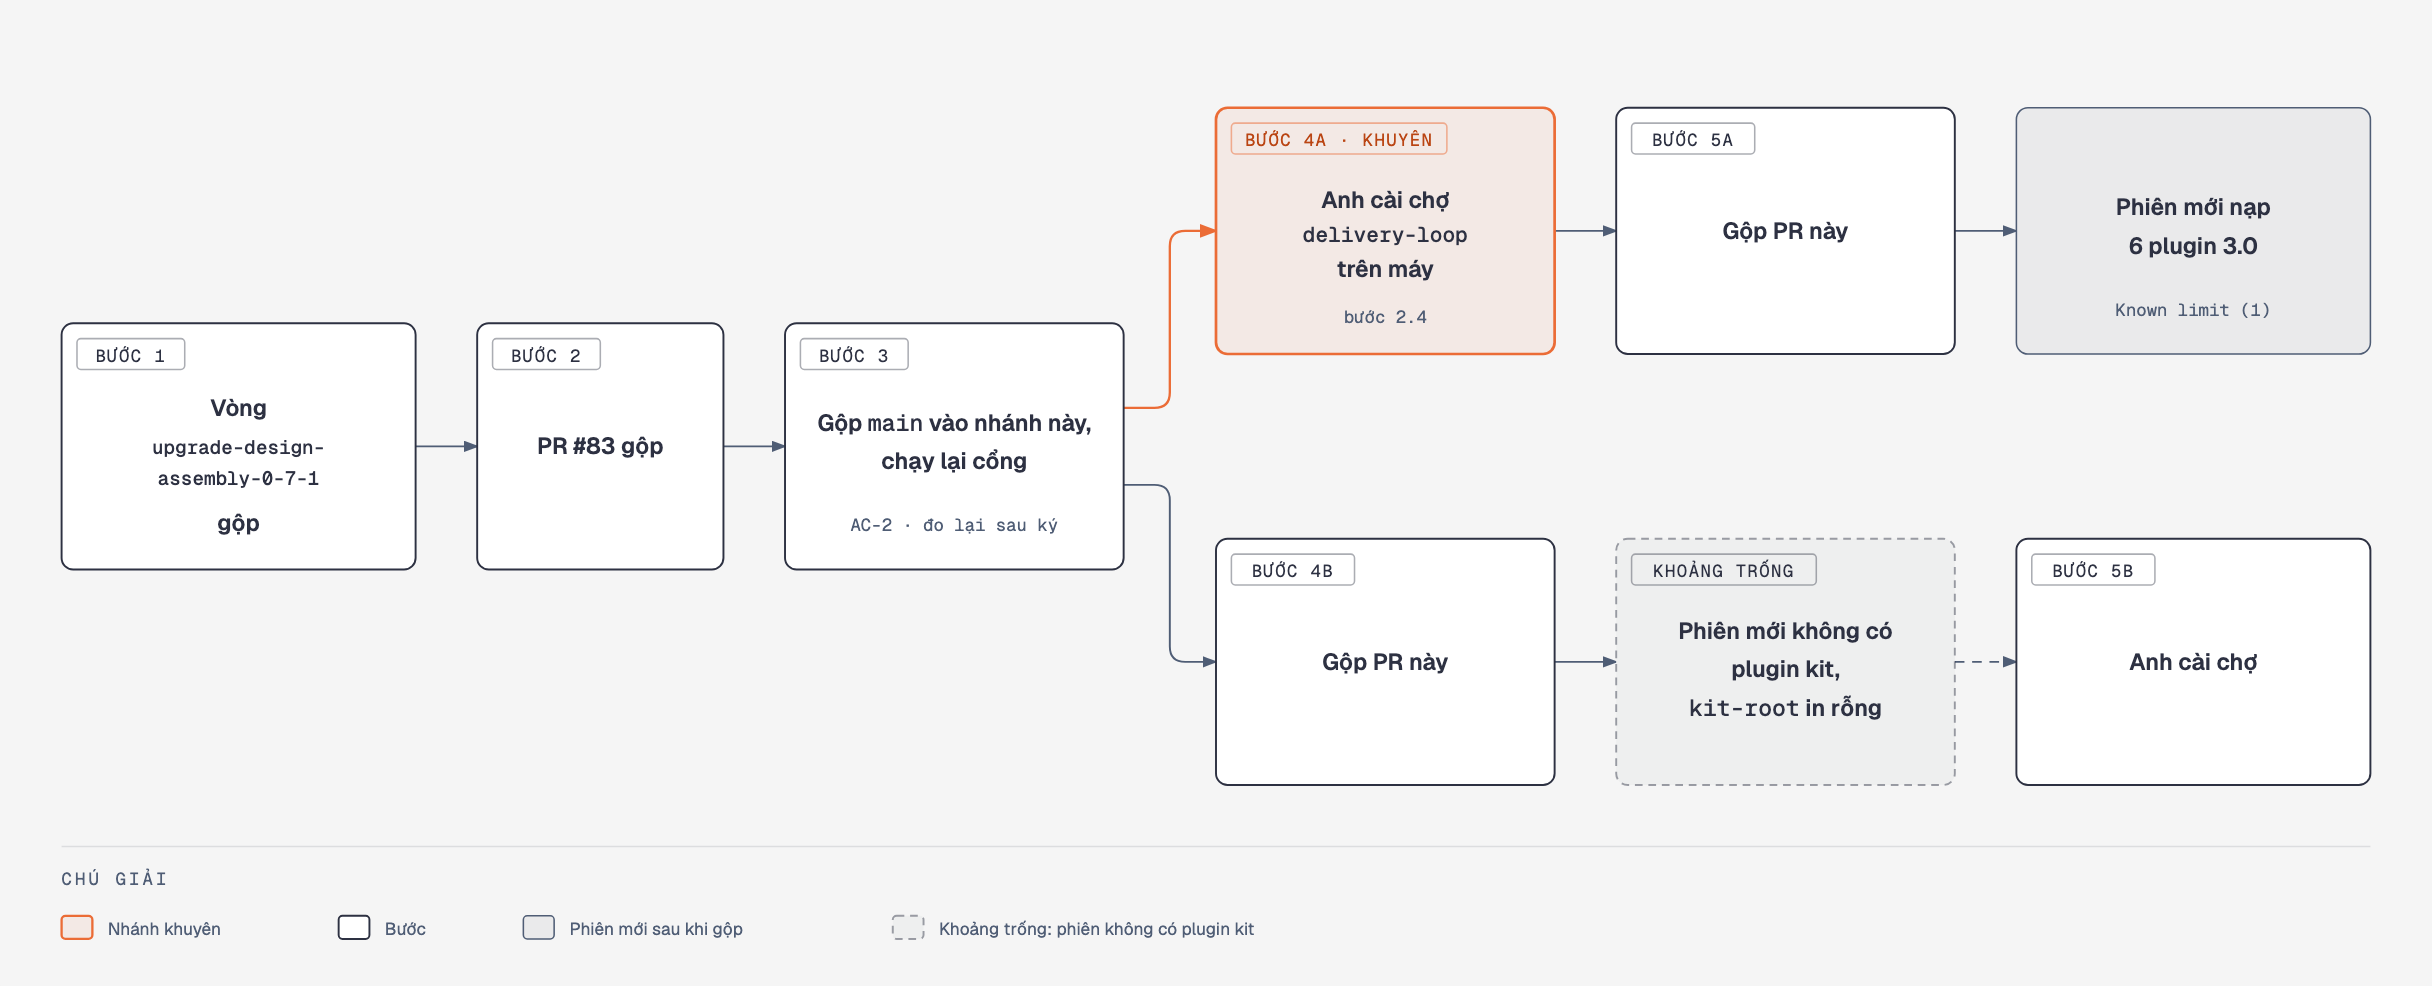 BƯỚC 1
Vòng
upgrade-design-
assembly-0-7-1
gộp
BƯỚC 2
PR #83 gộp
BƯỚC 3
Gộp main vào nhánh này,
chạy lại cổng
AC-2 · đo lại sau ký
BƯỚC 4A · KHUYÊN
Anh cài chợ
delivery-loop
trên máy
bước 2.4
BƯỚC 5A
Gộp PR này
Phiên mới nạp
6 plugin 3.0
Known limit (1)
BƯỚC 4B
Gộp PR này
KHOẢNG TRỐNG
Phiên mới không có
plugin kit,
kit-root in rỗng
BƯỚC 5B
Anh cài chợ
CHÚ GIẢI
Nhánh khuyên
Bước
Phiên mới sau khi gộp
Khoảng trống: phiên không có plugin kit